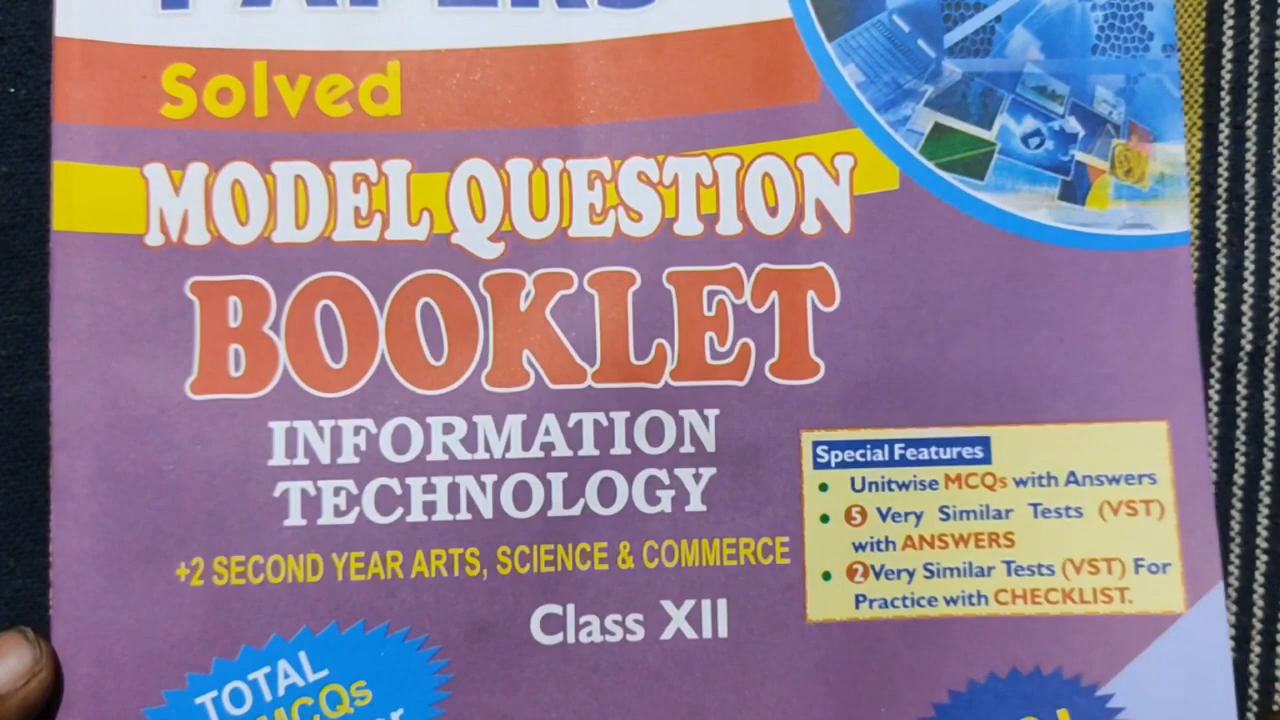 PAPERS
Solved
MODEL QUESTION
BOOKLET
INFORMATION
TECHNOLOGY
+2 SECOND YEAR ARTS, SCIENCE & COMMERCE
Class XII
Special Features
• Unitwise MCQs with Answers
• 5 Very Similar Tests (VST)
with ANSWERS
• 2 Very Similar Tests (VST) For
Practice with CHECKLIST.
TOTAL
MCQs